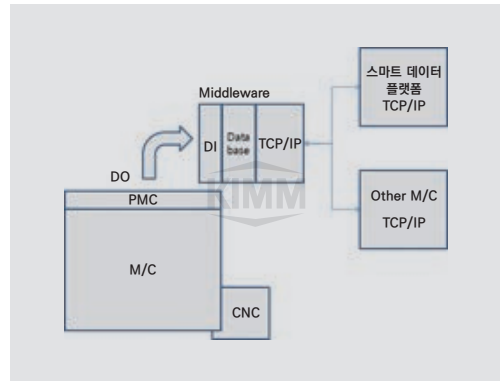 스마트 데이터
플랫폼
TCP/IP
Middleware
DI
Data
base
TCP/IP
DO
KIMM
PMC
Other M/C
TCP/IP
M/C
CNC